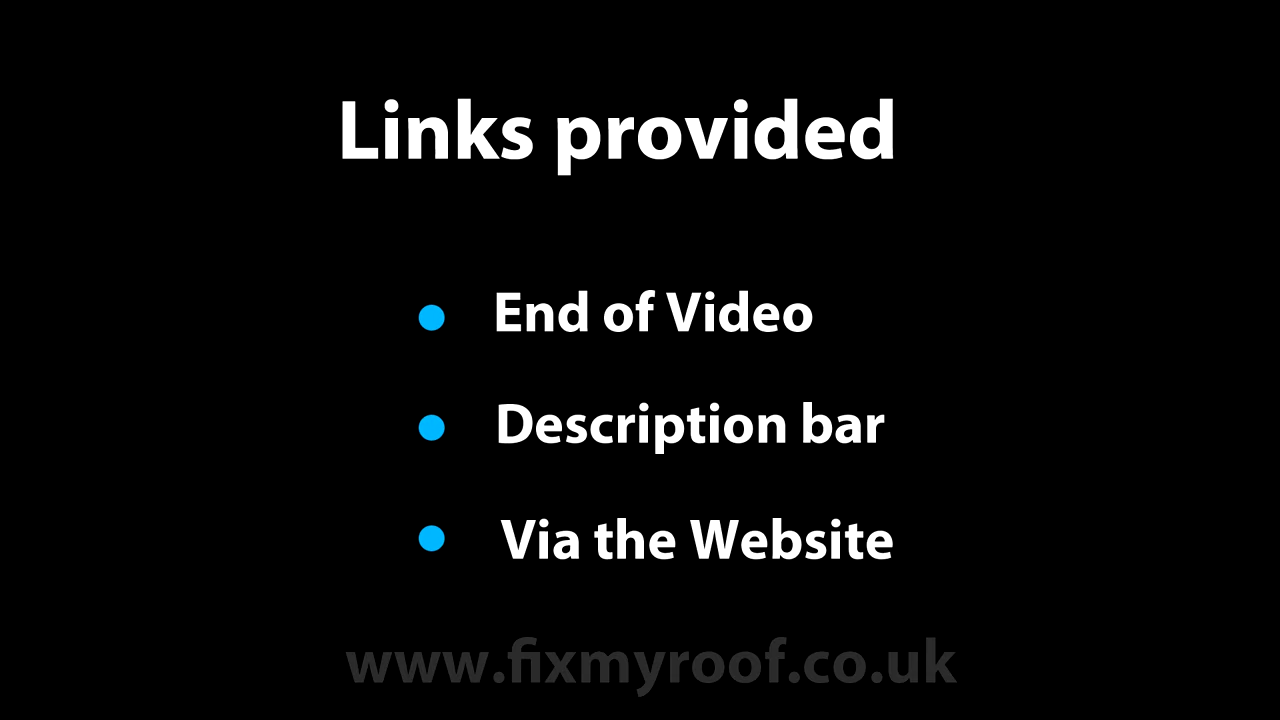 Links provided
End of Video
Description bar
Via the Website
www.fixmyroof.co.uk